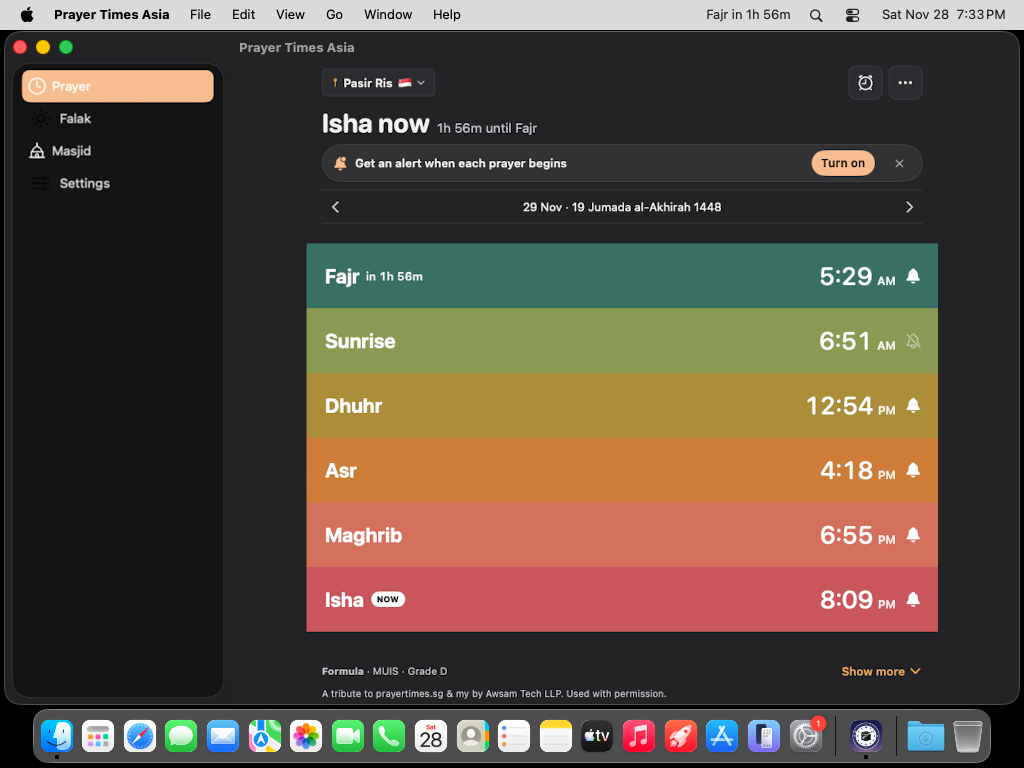 Prayer Times Asia File Edit View Go Window Help Fajr in 1h 56m Sat Nov 28 7:33 PM
Prayer Times Asia
Prayer
Falak
Masjid
Settings
Pasir Ris
Isha now 1h 56m until Fajr
Get an alert when each prayer begins Turn on
29 Nov · 19 Jumada al-Akhirah 1448
Fajr in 1h 56m 5:29 AM
Sunrise 6:51 AM
Dhuhr 12:54 PM
Asr 4:18 PM
Maghrib 6:55 PM
Isha NOW 8:09 PM
Formula · MUIS · Grade D Show more
A tribute to prayertimes.sg & my by Awsam Tech LLP. Used with permission.
Sat
28
tv
1